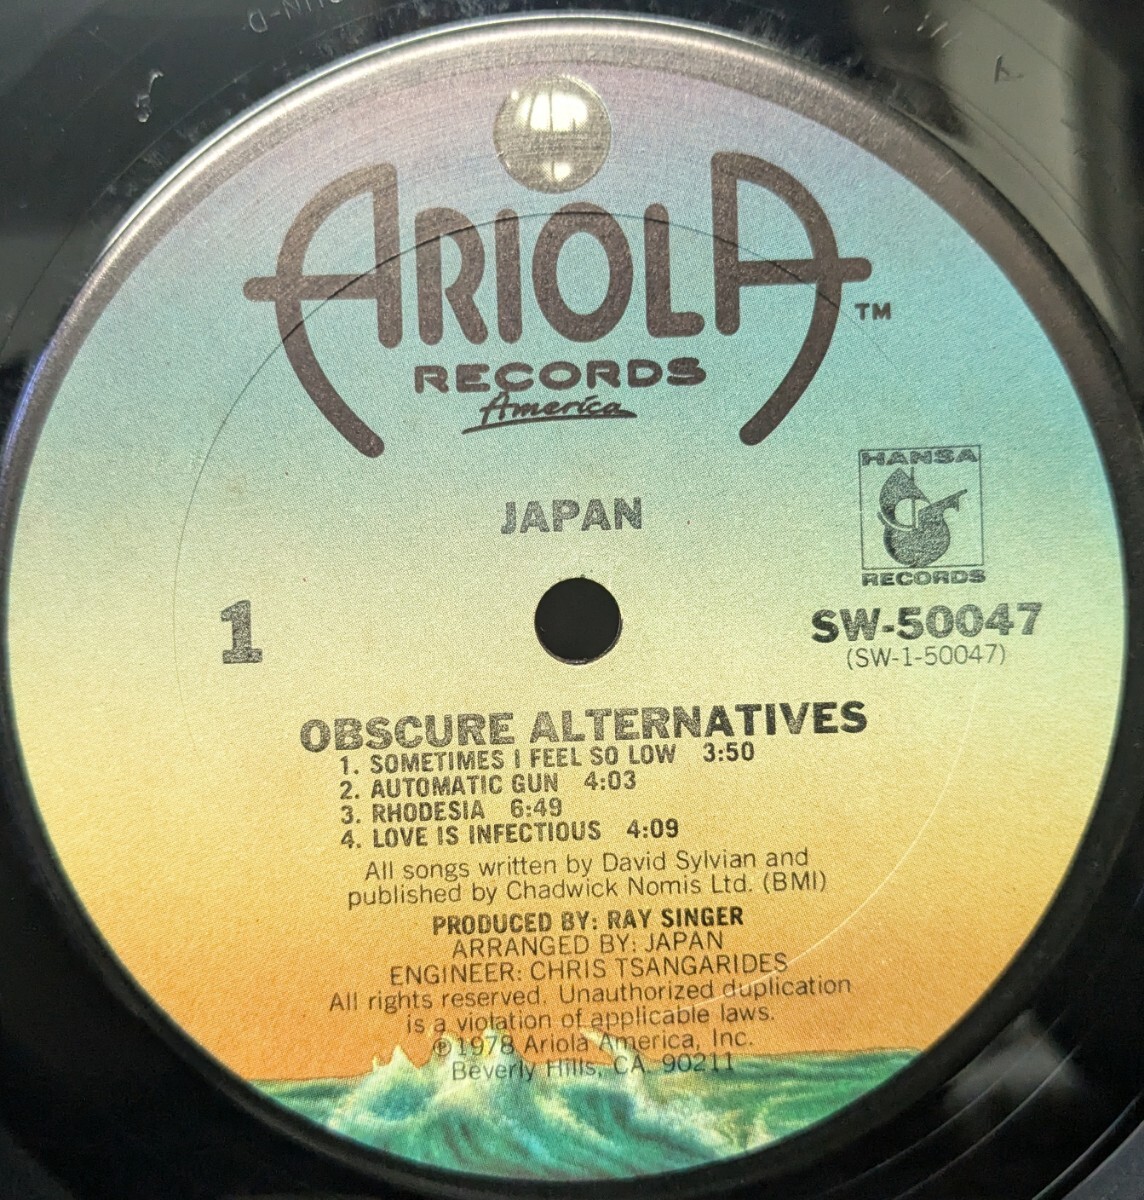 ARIOLA
TM
RECORDS
America
HANSA
RECORDS
JAPAN
1
SW-50047
(SW-1-50047)
OBSCURE ALTERNATIVES
1. SOMETIMES I FEEL SO LOW 3:50
2. AUTOMATIC GUN 4:03
3. RHODESIA 6:49
4. LOVE IS INFECTIOUS 4:09
All songs written by David Sylvian and
published by Chadwick Nomis Ltd. (BMI)
PRODUCED BY: RAY SINGER
ARRANGED BY: JAPAN
ENGINEER: CHRIS TSANGARIDES
All rights reserved. Unauthorized duplication
is a violation of applicable laws.
℗1978 Ariola America, Inc.
Beverly Hills, CA. 90211